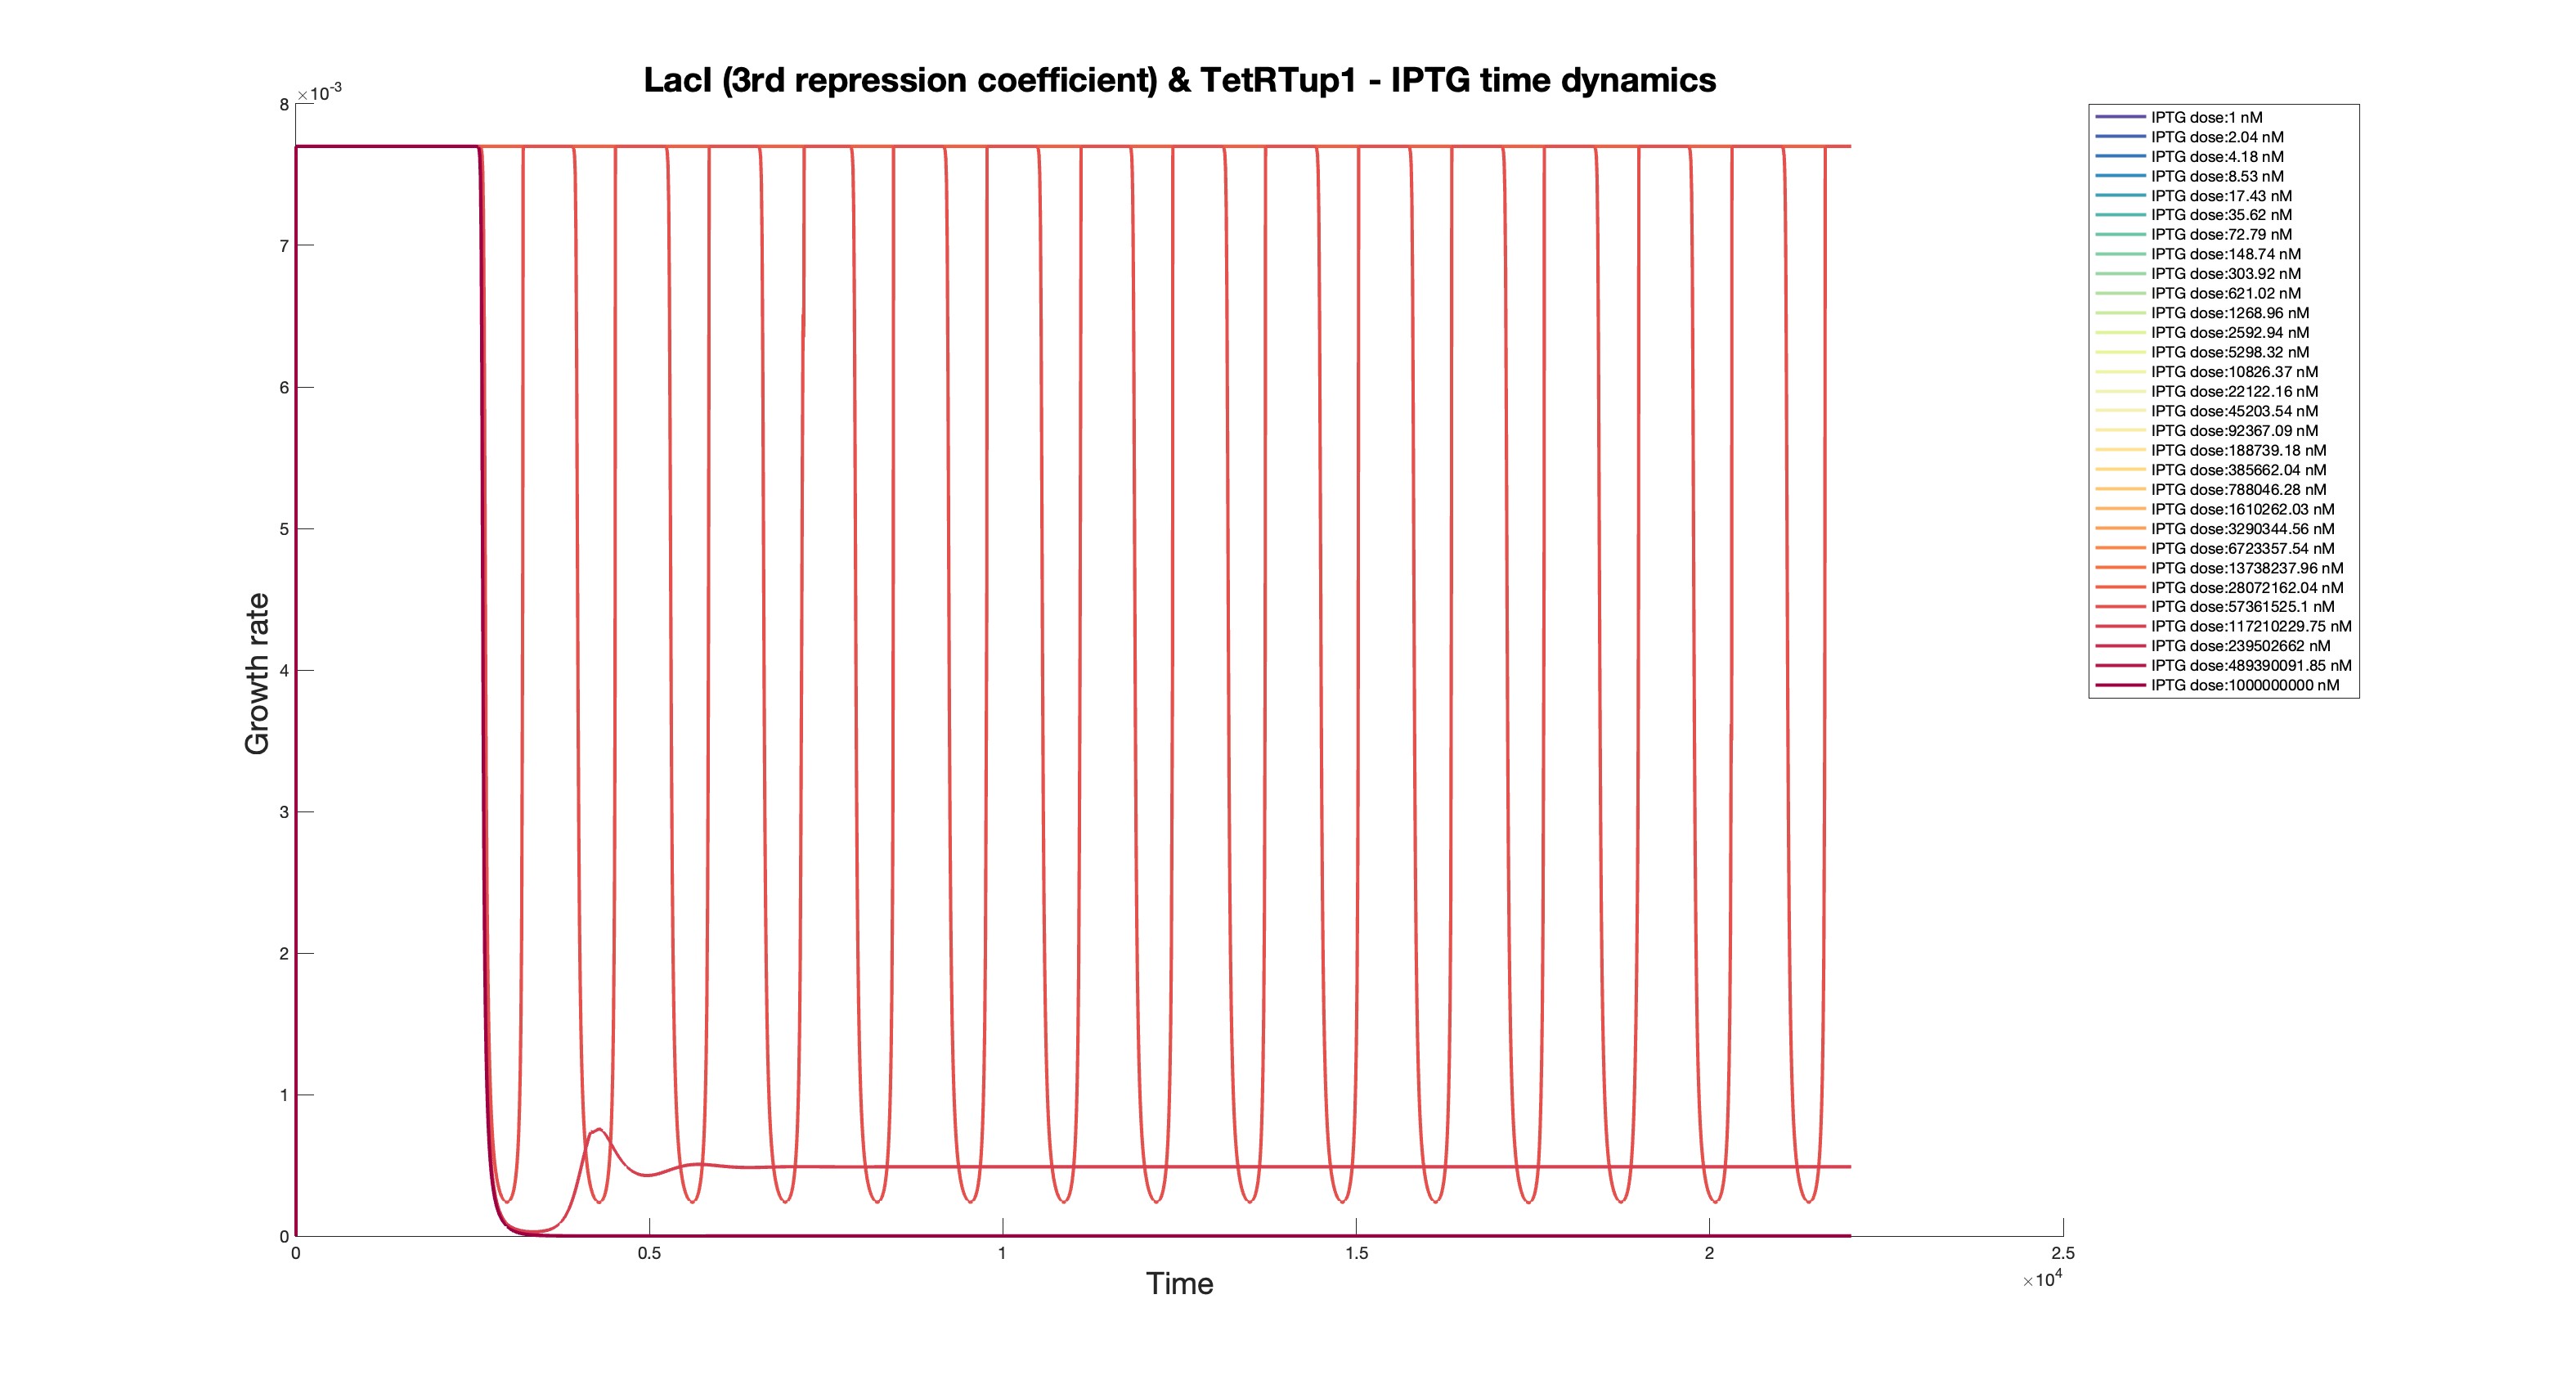 LacI (3rd repression coefficient) & TetRTup1 - IPTG time dynamics
×10-3
8
7
6
5
4
3
2
1
0
Growth rate
0
0.5
1
1.5
2
2.5
×104
Time
IPTG dose:1 nM
IPTG dose:2.04 nM
IPTG dose:4.18 nM
IPTG dose:8.53 nM
IPTG dose:17.43 nM
IPTG dose:35.62 nM
IPTG dose:72.79 nM
IPTG dose:148.74 nM
IPTG dose:303.92 nM
IPTG dose:621.02 nM
IPTG dose:1268.96 nM
IPTG dose:2592.94 nM
IPTG dose:5298.32 nM
IPTG dose:10826.37 nM
IPTG dose:22122.16 nM
IPTG dose:45203.54 nM
IPTG dose:92367.09 nM
IPTG dose:188739.18 nM
IPTG dose:385662.04 nM
IPTG dose:788046.28 nM
IPTG dose:1610262.03 nM
IPTG dose:3290344.56 nM
IPTG dose:6723357.54 nM
IPTG dose:13738237.96 nM
IPTG dose:28072162.04 nM
IPTG dose:57361525.1 nM
IPTG dose:117210229.75 nM
IPTG dose:239502662 nM
IPTG dose:489390091.85 nM
IPTG dose:1000000000 nM